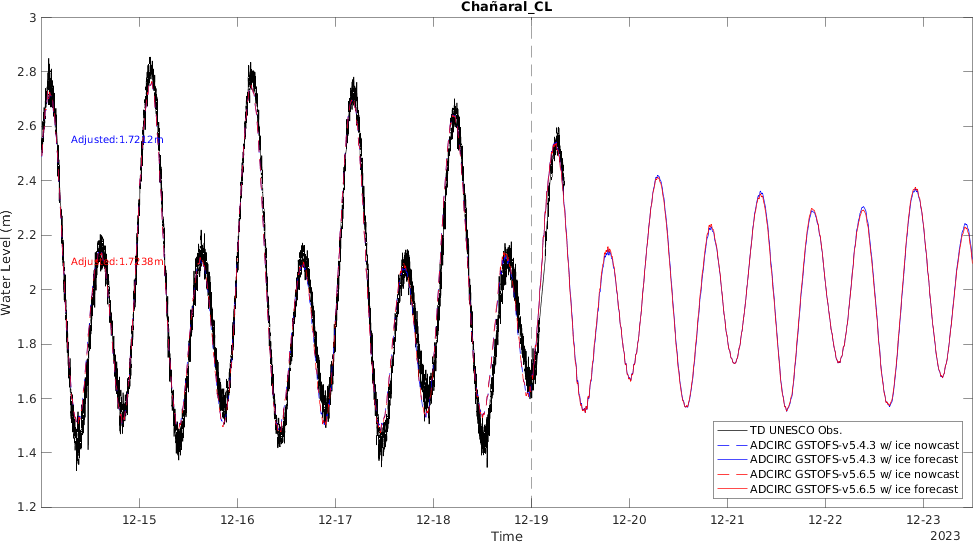 Chañaral_CL
3
2.8
2.6
2.4
2.2
2
1.8
1.6
1.4
1.2
Water Level (m)
Adjusted:1.7212m
Adjusted:1.7238m
TD UNESCO Obs.
ADCIRC GSTOFS-v5.4.3 w/ ice nowcast
ADCIRC GSTOFS-v5.4.3 w/ ice forecast
ADCIRC GSTOFS-v5.6.5 w/ ice nowcast
ADCIRC GSTOFS-v5.6.5 w/ ice forecast
12-15 12-16 12-17 12-18 12-19 12-20 12-21 12-22 12-23
Time
2023